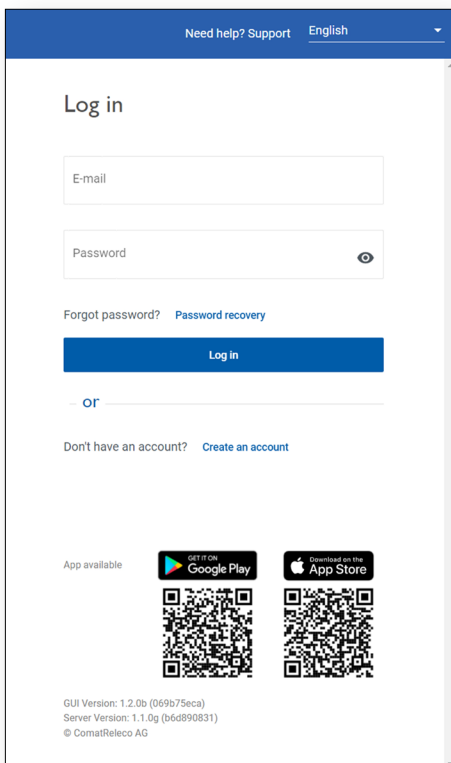 Need help? Support English
Log in
E-mail
Password
Forgot password? Password recovery
Log in
or
Don't have an account? Create an account
App available
GET IT ON
Google Play
Download on the
App Store
GUI Version: 1.2.0b (069b75eca)
Server Version: 1.1.0g (b6d890831)
© ComatReleco AG